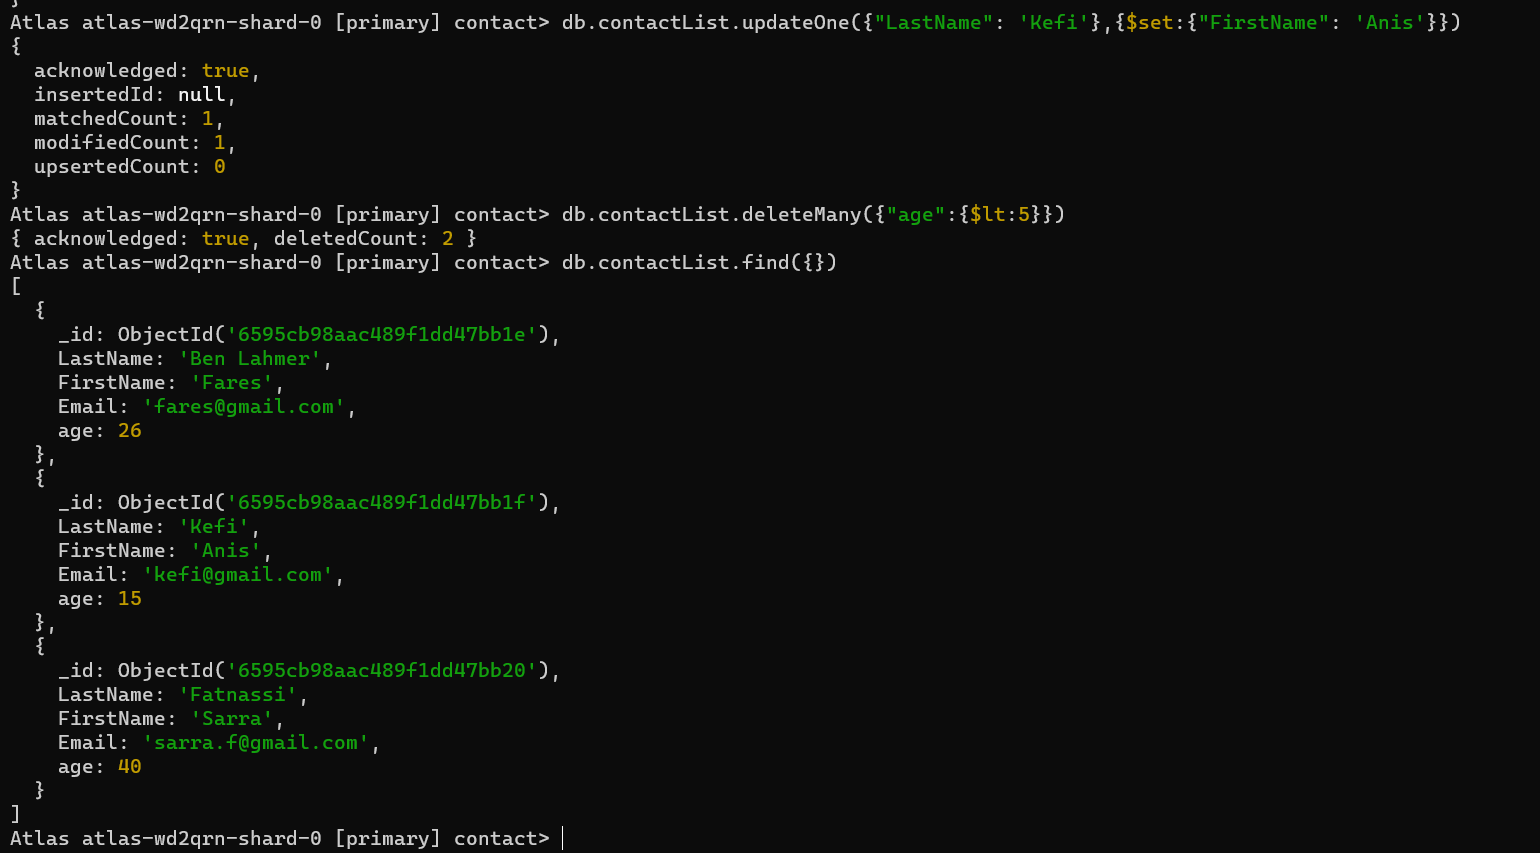 }
Atlas atlas-wd2qrn-shard-0 [primary] contact> db.contactList.updateOne({"LastName": 'Kefi'},{$set:{"FirstName": 'Anis'}})
{
  acknowledged: true,
  insertedId: null,
  matchedCount: 1,
  modifiedCount: 1,
  upsertedCount: 0
}
Atlas atlas-wd2qrn-shard-0 [primary] contact> db.contactList.deleteMany({"age":{$lt:5}})
{ acknowledged: true, deletedCount: 2 }
Atlas atlas-wd2qrn-shard-0 [primary] contact> db.contactList.find({})
[
  {
    _id: ObjectId('6595cb98aac489f1dd47bb1e'),
    LastName: 'Ben Lahmer',
    FirstName: 'Fares',
    Email: 'fares@gmail.com',
    age: 26
  },
  {
    _id: ObjectId('6595cb98aac489f1dd47bb1f'),
    LastName: 'Kefi',
    FirstName: 'Anis',
    Email: 'kefi@gmail.com',
    age: 15
  },
  {
    _id: ObjectId('6595cb98aac489f1dd47bb20'),
    LastName: 'Fatnassi',
    FirstName: 'Sarra',
    Email: 'sarra.f@gmail.com',
    age: 40
  }
]
Atlas atlas-wd2qrn-shard-0 [primary] contact>